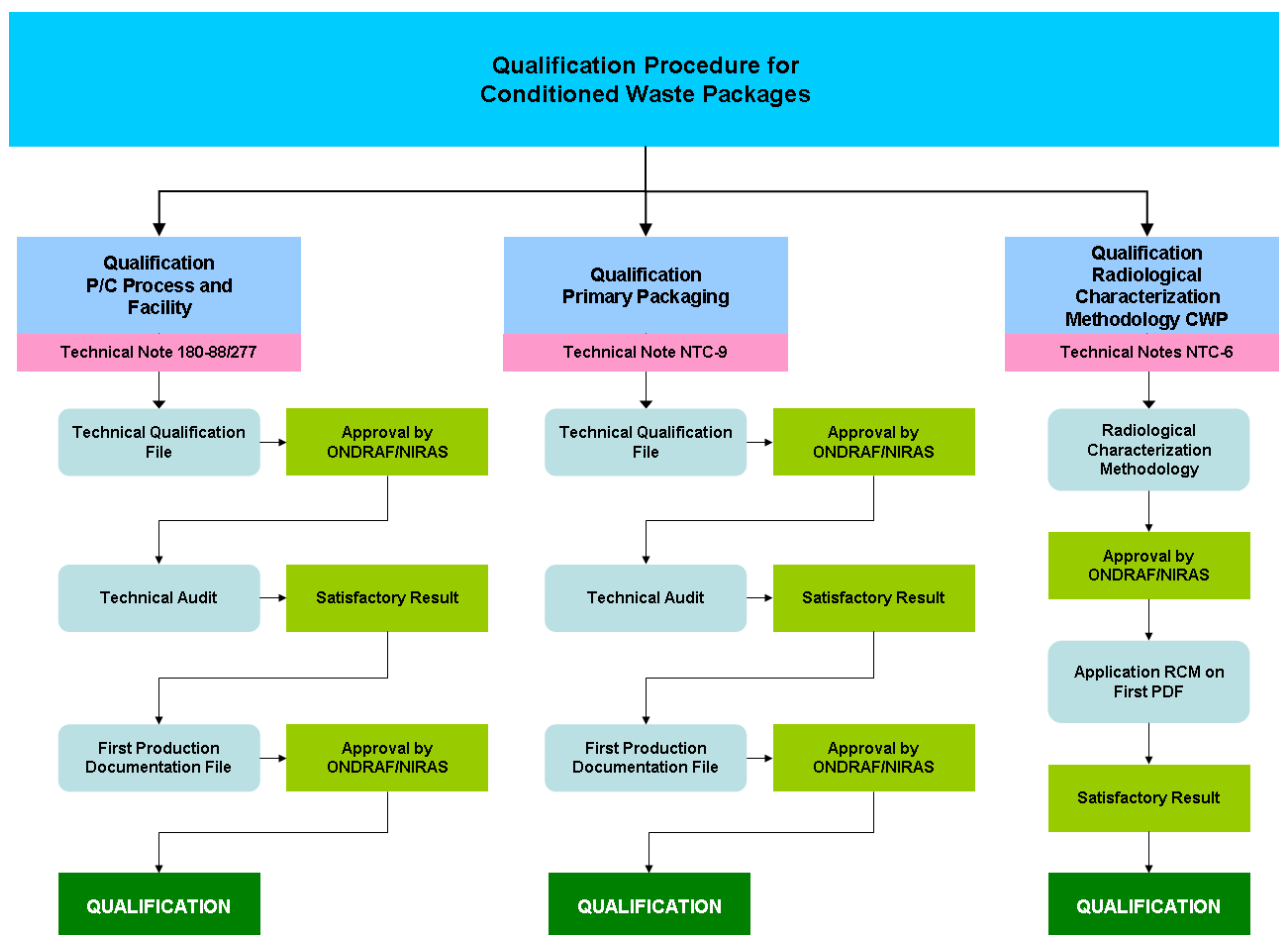 Qualification Procedure for
Conditioned Waste Packages
Qualification
P/C Process and
Facility
Technical Note 180-88/277
Technical Qualification
File
Approval by
ONDRAF/NIRAS
Technical Audit
Satisfactory Result
First Production
Documentation File
Approval by
ONDRAF/NIRAS
QUALIFICATION
Qualification
Primary Packaging
Technical Note NTC-9
Technical Qualification
File
Approval by
ONDRAF/NIRAS
Technical Audit
Satisfactory Result
First Production
Documentation File
Approval by
ONDRAF/NIRAS
QUALIFICATION
Qualification
Radiological
Characterization
Methodology CWP
Technical Notes NTC-6
Radiological
Characterization
Methodology
Approval by
ONDRAF/NIRAS
Application RCM on
First PDF
Satisfactory Result
QUALIFICATION